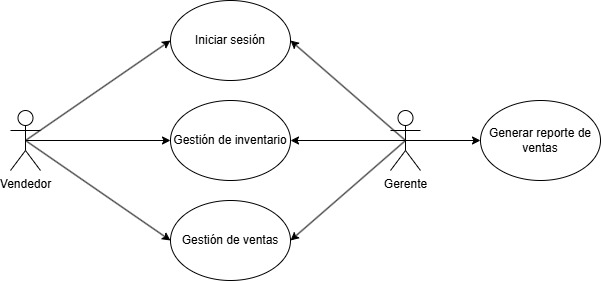 Iniciar sesión
Gestión de inventario
Generar reporte de
ventas
Vendedor
Gerente
Gestión de ventas